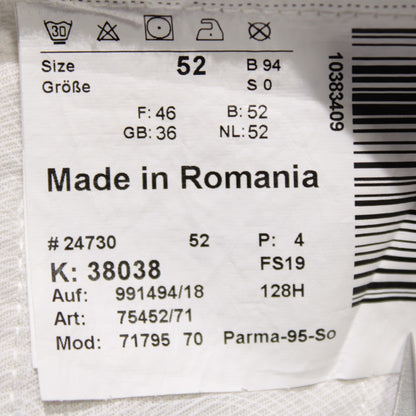 30
Size 52 B 94
Größe S 0
F: 46 B: 52
GB: 36 NL: 52
Made in Romania
# 24730 52 P: 4
K: 38038 FS19
Auf: 991494/18 128H
Art: 75452/71
Mod: 71795 70 Parma-95-So
10383409